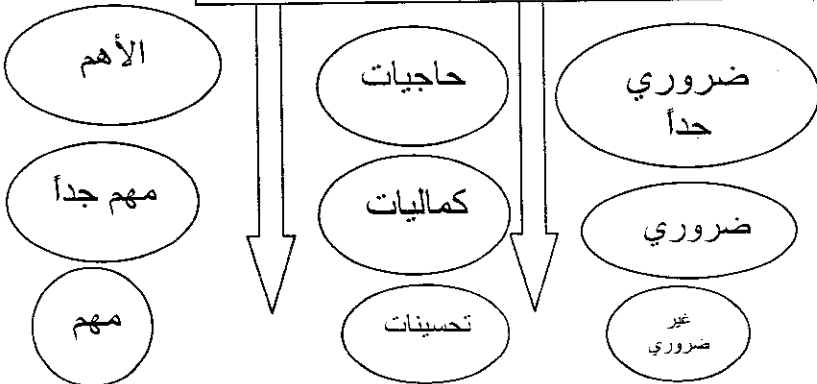 ضروري
جداً
ضروري
غير
ضروري
حاجيات
كماليات
تحسينات
الأهم
مهم جداً
مهم